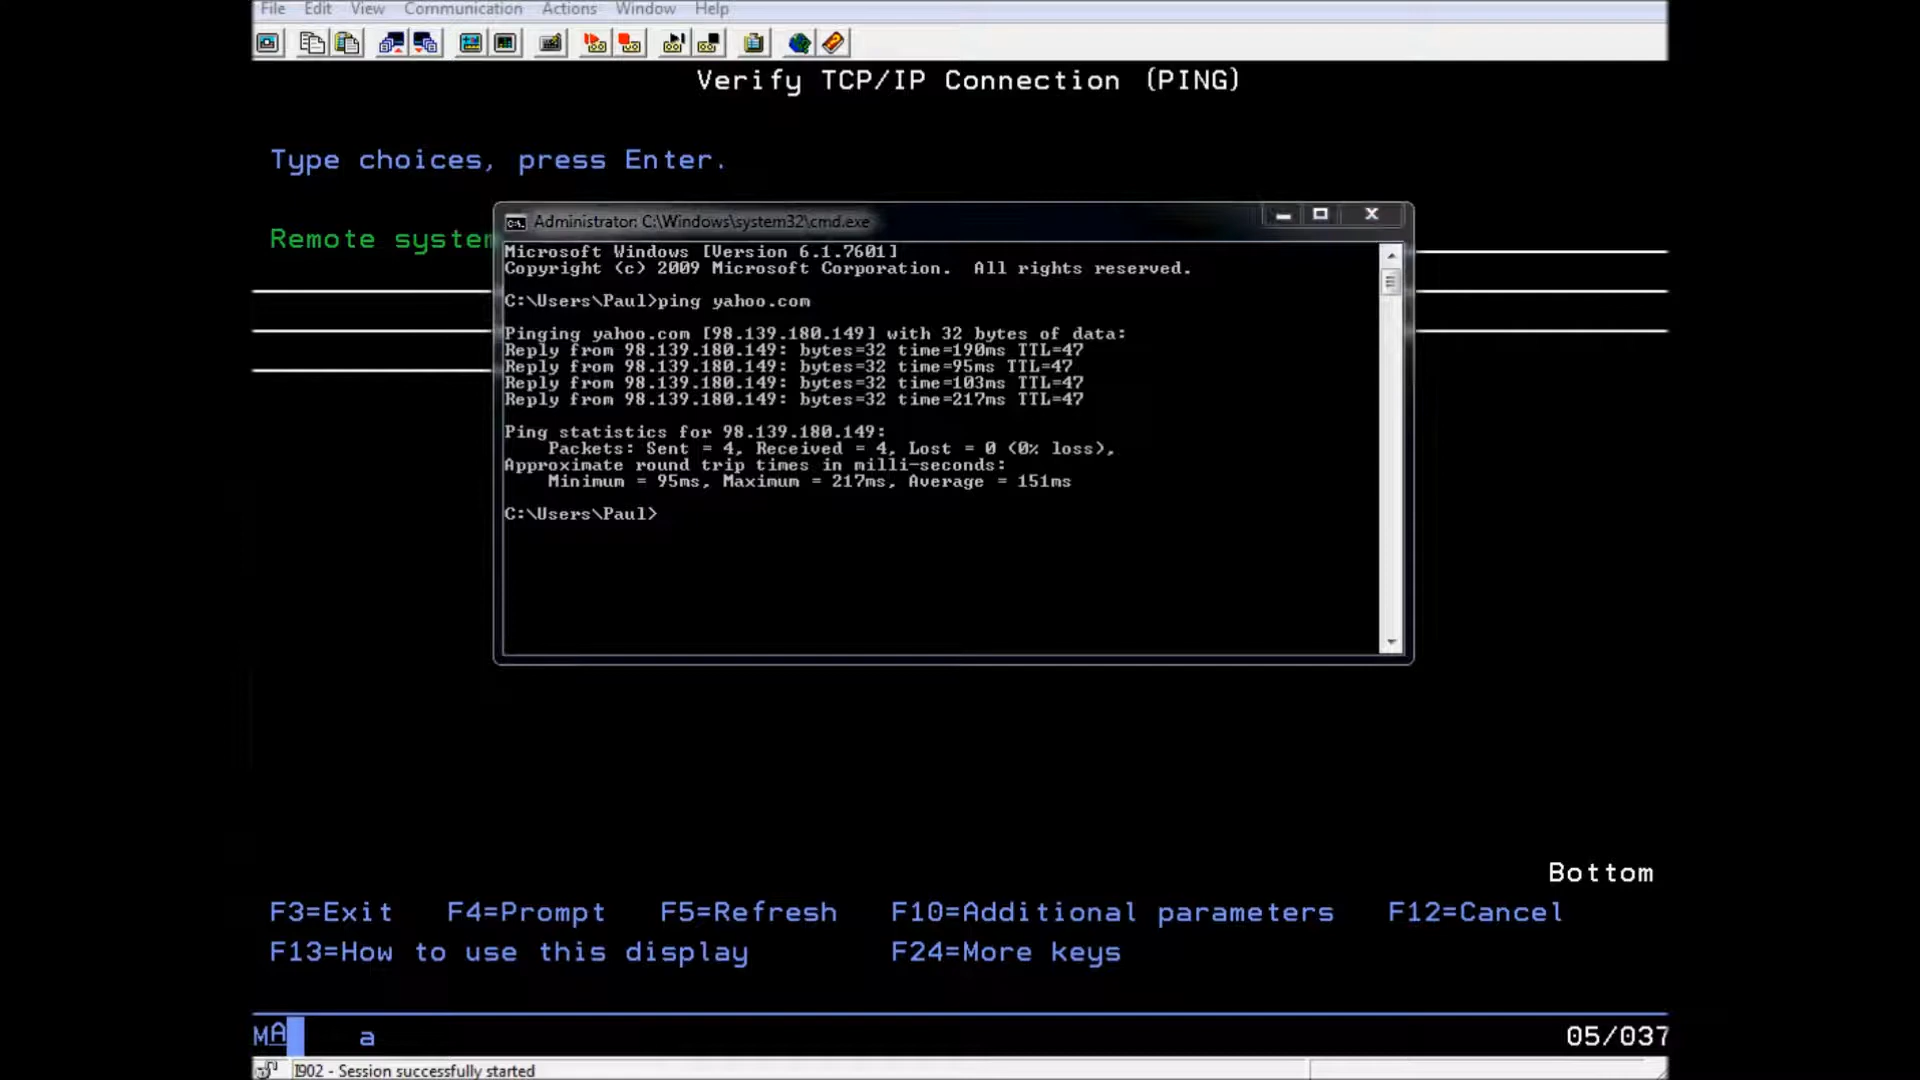 File Edit View Communication Actions Window Help
Verify TCP/IP Connection (PING)
Type choices, press Enter.
Remote system
Administrator: C:\Windows\system32\cmd.exe
Microsoft Windows [Version 6.1.7601]
Copyright (c) 2009 Microsoft Corporation.  All rights reserved.
C:\Users\Paul>ping yahoo.com
Pinging yahoo.com [98.139.180.149] with 32 bytes of data:
Reply from 98.139.180.149: bytes=32 time=190ms TTL=47
Reply from 98.139.180.149: bytes=32 time=95ms TTL=47
Reply from 98.139.180.149: bytes=32 time=103ms TTL=47
Reply from 98.139.180.149: bytes=32 time=217ms TTL=47
Ping statistics for 98.139.180.149:
Packets: Sent = 4, Received = 4, Lost = 0 (0% loss),
Approximate round trip times in milli-seconds:
Minimum = 95ms, Maximum = 217ms, Average = 151ms
C:\Users\Paul>
Bottom
F3=Exit F4=Prompt F5=Refresh F10=Additional parameters F12=Cancel
F13=How to use this display F24=More keys
MA a 05/037
I902 - Session successfully started